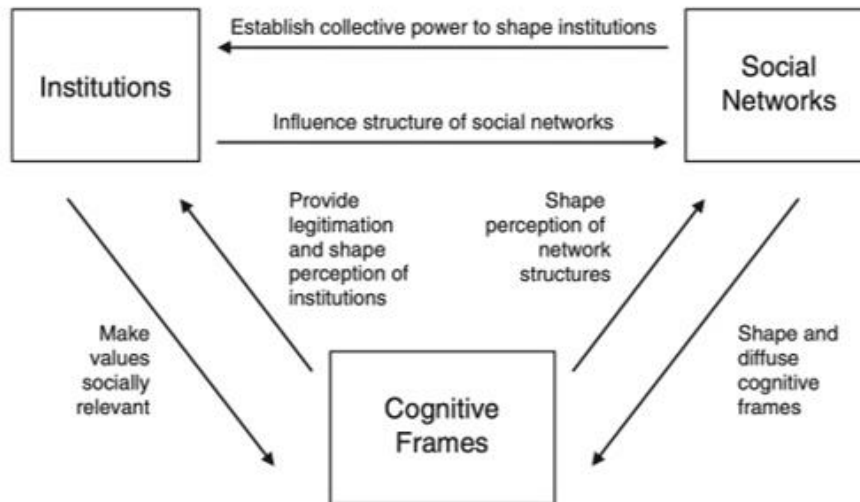 Establish collective power to shape institutions
Institutions
Social
Networks
Influence structure of social networks
Provide
legitimation
and shape
perception of
institutions
Shape
perception of
network
structures
Make
values
socially
relevant
Shape and
diffuse
cognitive
frames
Cognitive
Frames